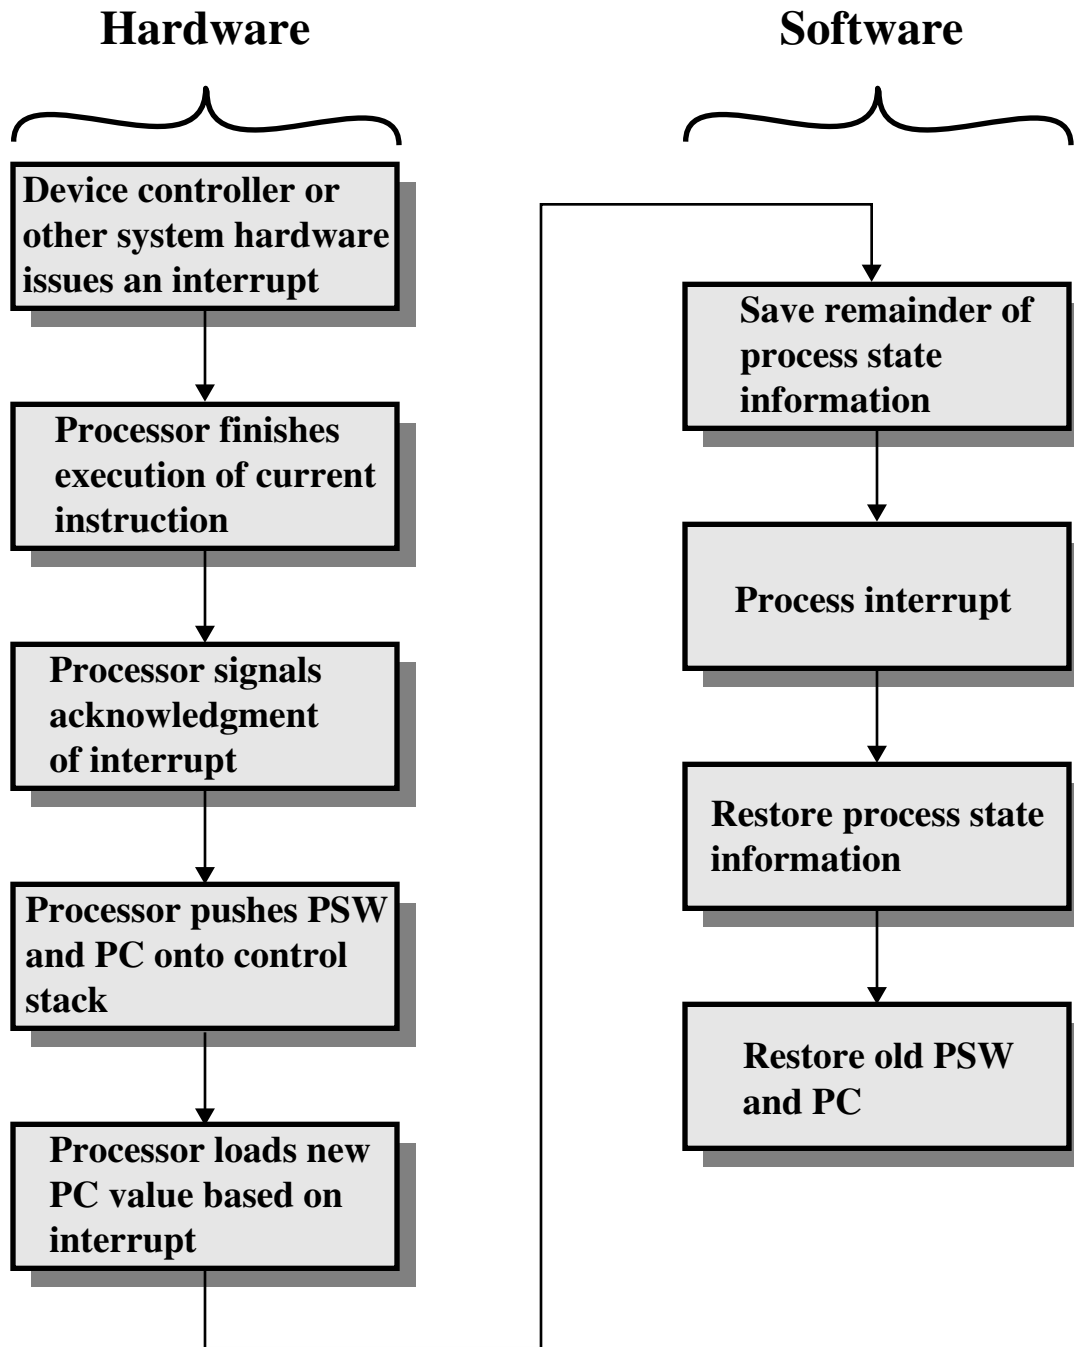 Hardware
Device controller or
other system hardware
issues an interrupt
Processor finishes
execution of current
instruction
Processor signals
acknowledgment
of interrupt
Processor pushes PSW
and PC onto control
stack
Processor loads new
PC value based on
interrupt
Software
Save remainder of
process state
information
Process interrupt
Restore process state
information
Restore old PSW
and PC